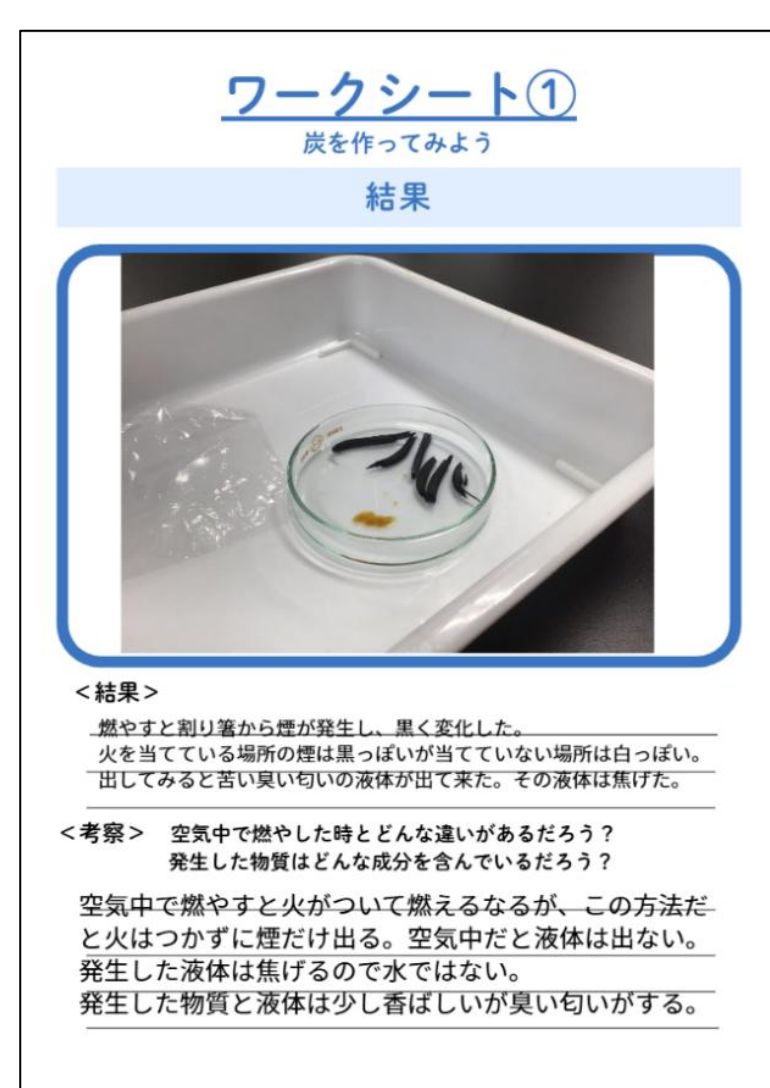 ワークシート①
炭を作ってみよう
結果
<結果>
燃やすと割り箸から煙が発生し、黒く変化した。
火を当てている場所の煙は黒っぽいが当てていない場所は白っぽい。
出してみると苦い臭い匂いの液体が出て来た。その液体は焦げた。
<考察> 空気中で燃やした時とどんな違いがあるだろう？
発生した物質はどんな成分を含んでいるだろう？
空気中で燃やすと火がついて燃えるなるが、この方法だ
と火はつかずに煙だけ出る。空気中だと液体は出ない。
発生した液体は焦げるので水ではない。
発生した物質と液体は少し香ばしいが臭い匂いがする。